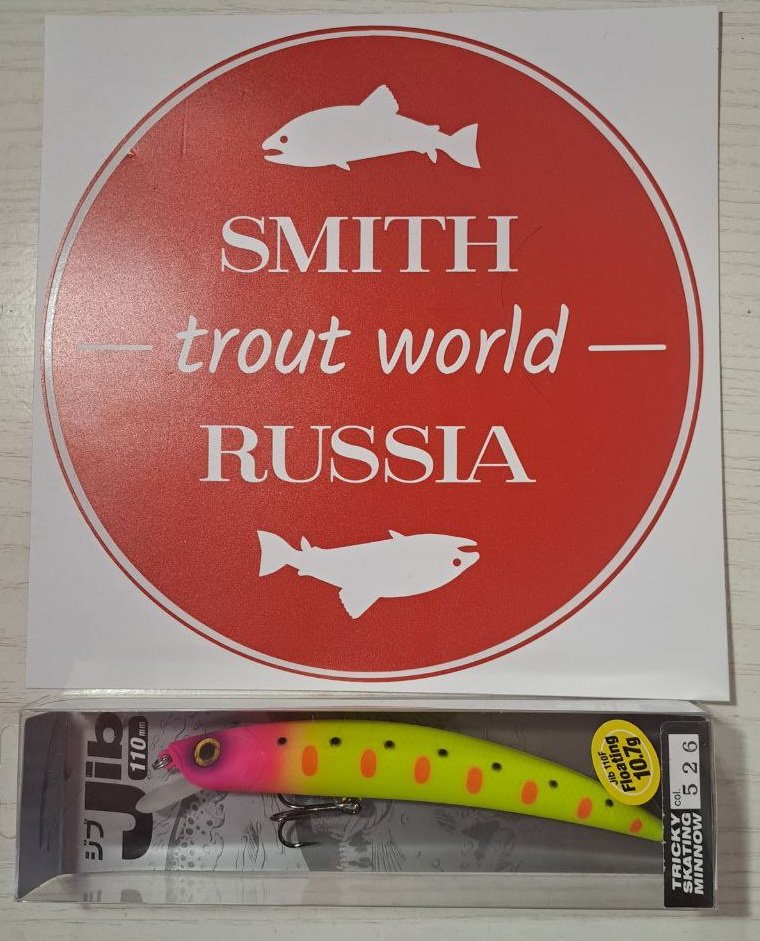 SMITH
trout world
RUSSIA
Jib
110mm
ジブ
Jib 110F
Floating
10.7g
col.
526
TRICKY
SKATING
MINNOW